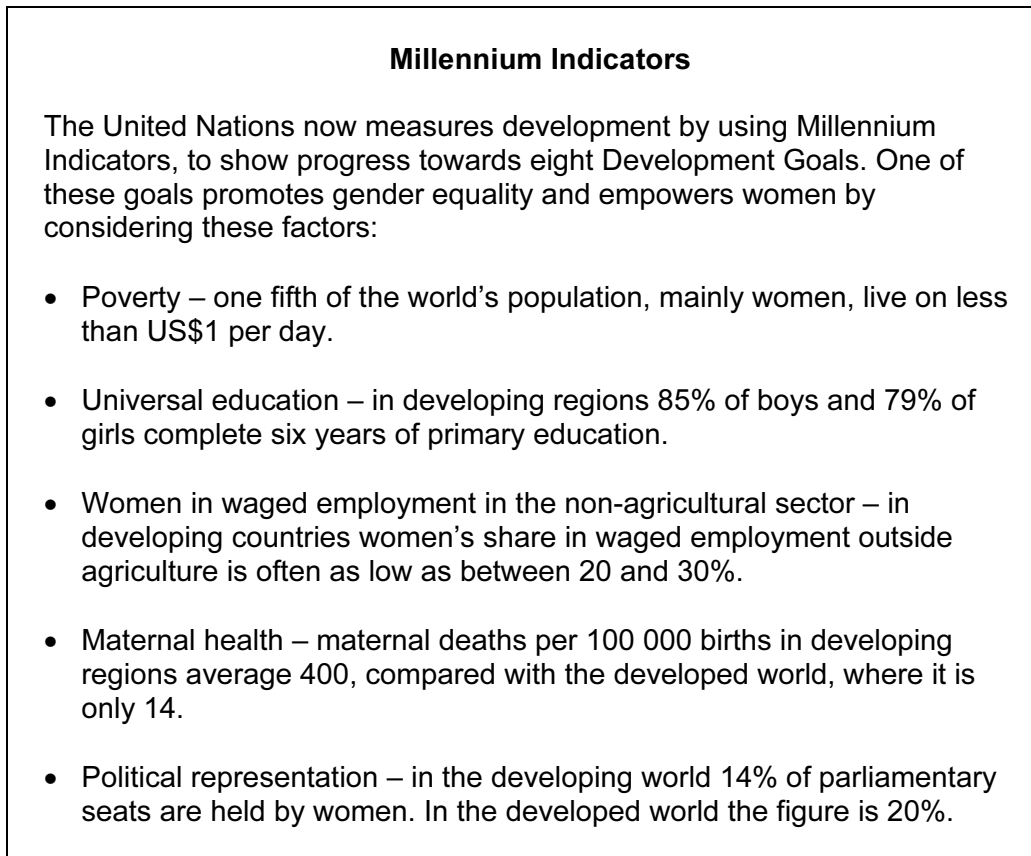 Millennium Indicators
The United Nations now measures development by using Millennium
Indicators, to show progress towards eight Development Goals. One of
these goals promotes gender equality and empowers women by
considering these factors:
• Poverty – one fifth of the world’s population, mainly women, live on less
than US$1 per day.
• Universal education – in developing regions 85% of boys and 79% of
girls complete six years of primary education.
• Women in waged employment in the non-agricultural sector – in
developing countries women’s share in waged employment outside
agriculture is often as low as between 20 and 30%.
• Maternal health – maternal deaths per 100 000 births in developing
regions average 400, compared with the developed world, where it is
only 14.
• Political representation – in the developing world 14% of parliamentary
seats are held by women. In the developed world the figure is 20%.